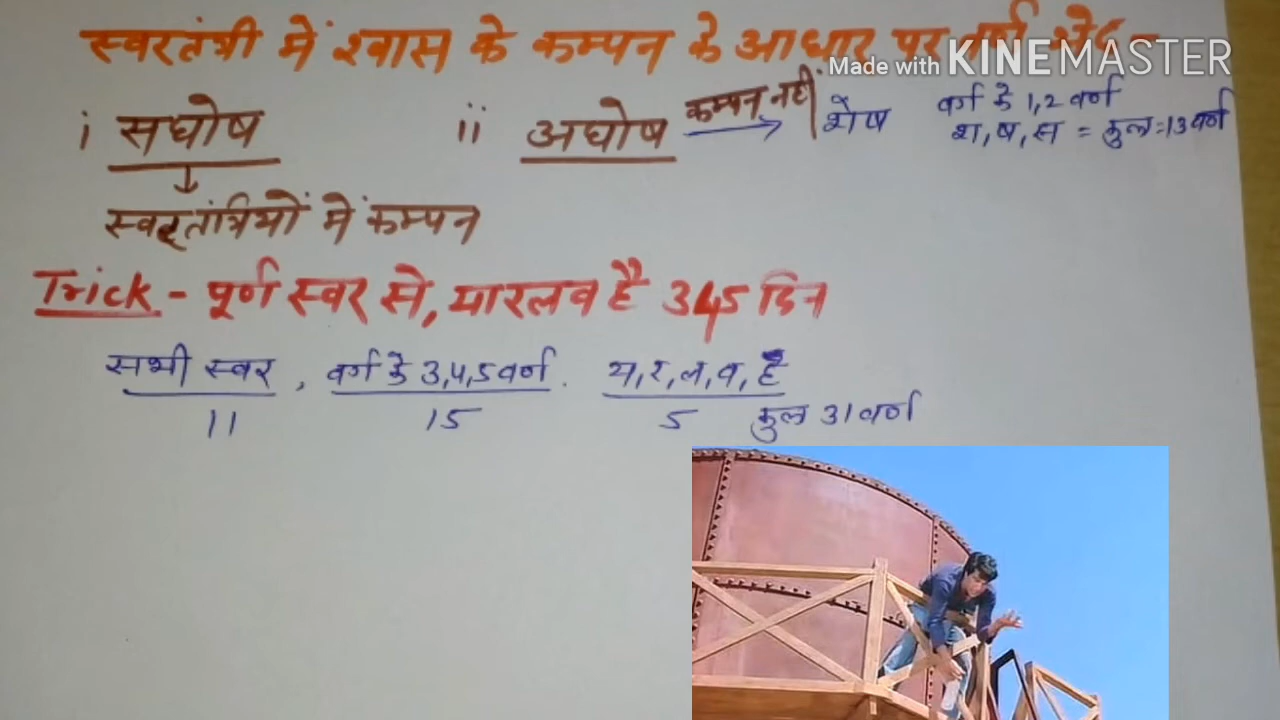 स्वरतंत्री में श्वास के कम्पन के आधार पर वर्ण भेद -
Made with KINEMASTER
i सघोष
ii अघोष
कम्पन नहीं
शेष
वर्ग के 1,2 वर्ण
श,ष,स = कुल=13 वर्ण
स्वरतंत्रियों में कम्पन
Trick - पूर्ण स्वर से, यारलव है 345 दिन
सभी स्वर, वर्ग के 3,4,5 वर्ण. य,र,ल,व,ह
11 15 5 कुल 31 वर्ण